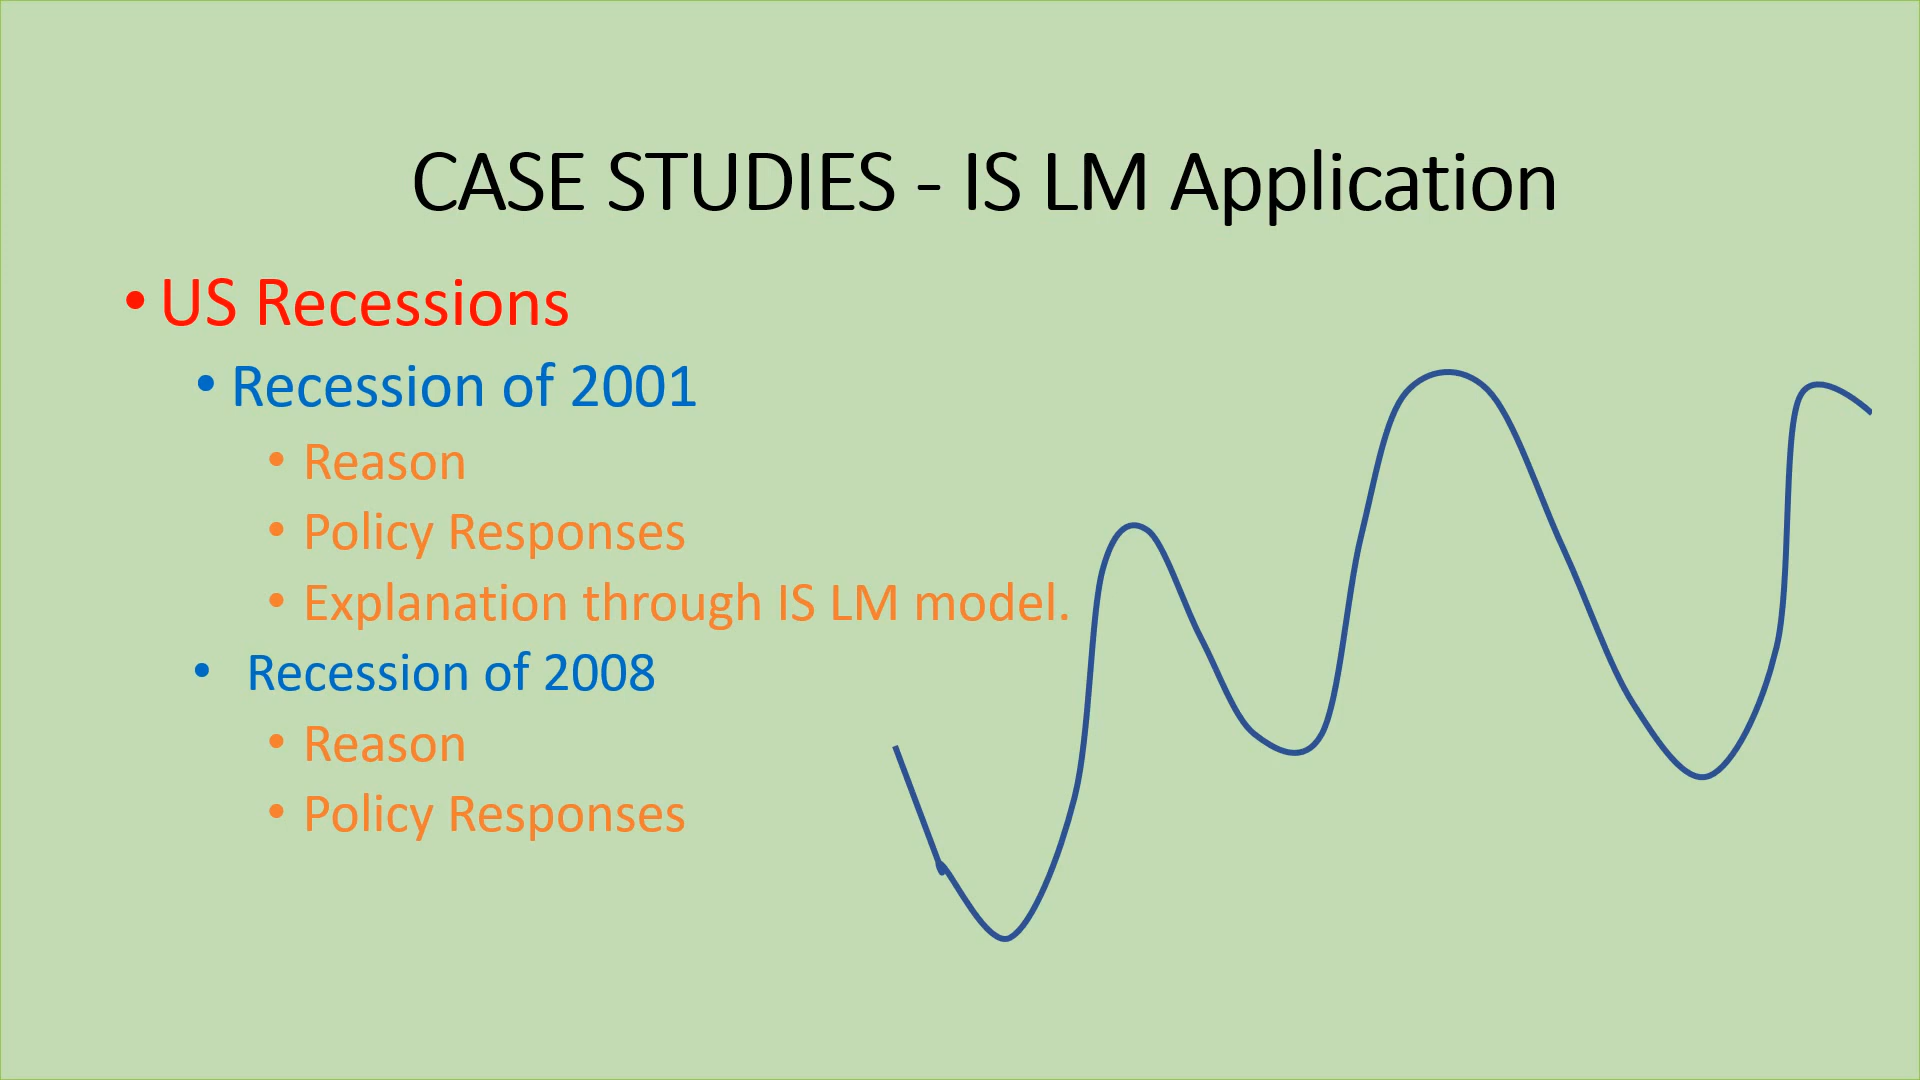 CASE STUDIES - IS LM Application
• US Recessions
• Recession of 2001
• Reason
• Policy Responses
• Explanation through IS LM model.
• Recession of 2008
• Reason
• Policy Responses